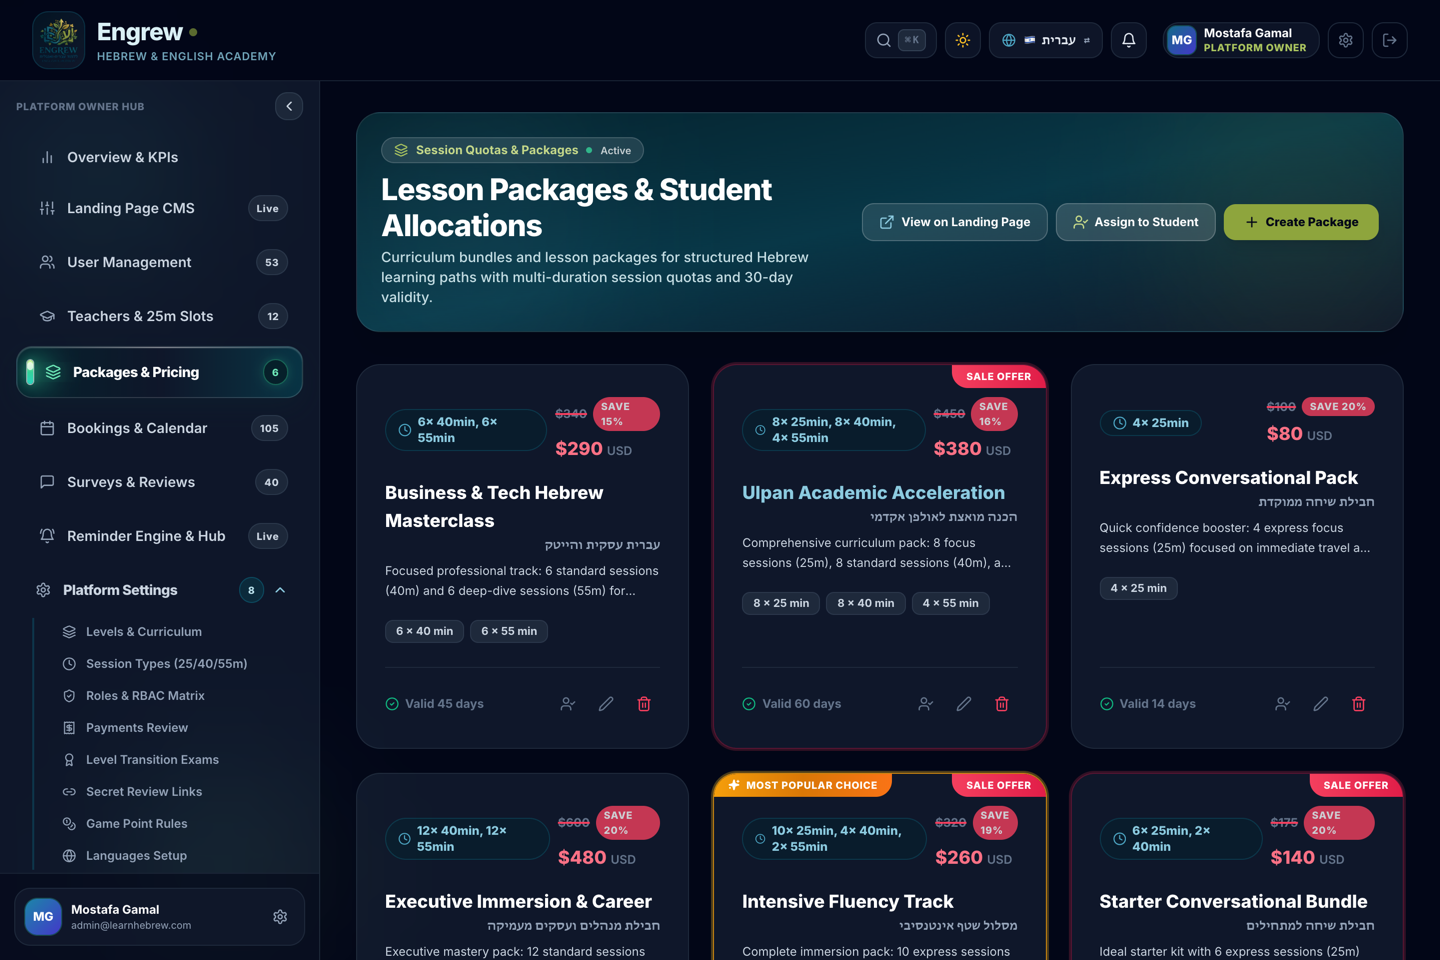 Engrew
HEBREW & ENGLISH ACADEMY
⌘K
עברית
MG
Mostafa Gamal
PLATFORM OWNER
PLATFORM OWNER HUB
Overview & KPIs
Landing Page CMS
Live
User Management
53
Teachers & 25m Slots
12
Packages & Pricing
6
Bookings & Calendar
105
Surveys & Reviews
40
Reminder Engine & Hub
Live
Platform Settings
8
Levels & Curriculum
Session Types (25/40/55m)
Roles & RBAC Matrix
Payments Review
Level Transition Exams
Secret Review Links
Game Point Rules
Languages Setup
MG
Mostafa Gamal
admin@learnhebrew.com
Session Quotas & Packages
Active
Lesson Packages & Student
Allocations
Curriculum bundles and lesson packages for structured Hebrew
learning paths with multi-duration session quotas and 30-day
validity.
View on Landing Page
Assign to Student
Create Package
6× 40min, 6×
55min
$340
SAVE
15%
$290 USD
Business & Tech Hebrew
Masterclass
עברית עסקית והייטק
Focused professional track: 6 standard sessions
(40m) and 6 deep-dive sessions (55m) for...
6 × 40 min
6 × 55 min
Valid 45 days
SALE OFFER
8× 25min, 8× 40min,
4× 55min
$450
SAVE
16%
$380 USD
Ulpan Academic Acceleration
הכנה מואצת לאולפן אקדמי
Comprehensive curriculum pack: 8 focus
sessions (25m), 8 standard sessions (40m), a...
8 × 25 min
8 × 40 min
4 × 55 min
Valid 60 days
4× 25min
$100
SAVE 20%
$80 USD
Express Conversational Pack
חבילת שיחה ממוקדת
Quick confidence booster: 4 express focus
sessions (25m) focused on immediate travel a...
4 × 25 min
Valid 14 days
12× 40min, 12×
55min
$600
SAVE
20%
$480 USD
Executive Immersion & Career
חבילת מנהלים ועסקים מעמיקה
Executive mastery pack: 12 standard sessions
MOST POPULAR CHOICE
SALE OFFER
10× 25min, 4× 40min,
2× 55min
$320
SAVE
19%
$260 USD
Intensive Fluency Track
מסלול שטף אינטנסיבי
Complete immersion pack: 10 express sessions
SALE OFFER
6× 25min, 2×
40min
$175
SAVE
20%
$140 USD
Starter Conversational Bundle
חבילת שיחה למתחילים
Ideal starter kit with 6 express sessions (25m)